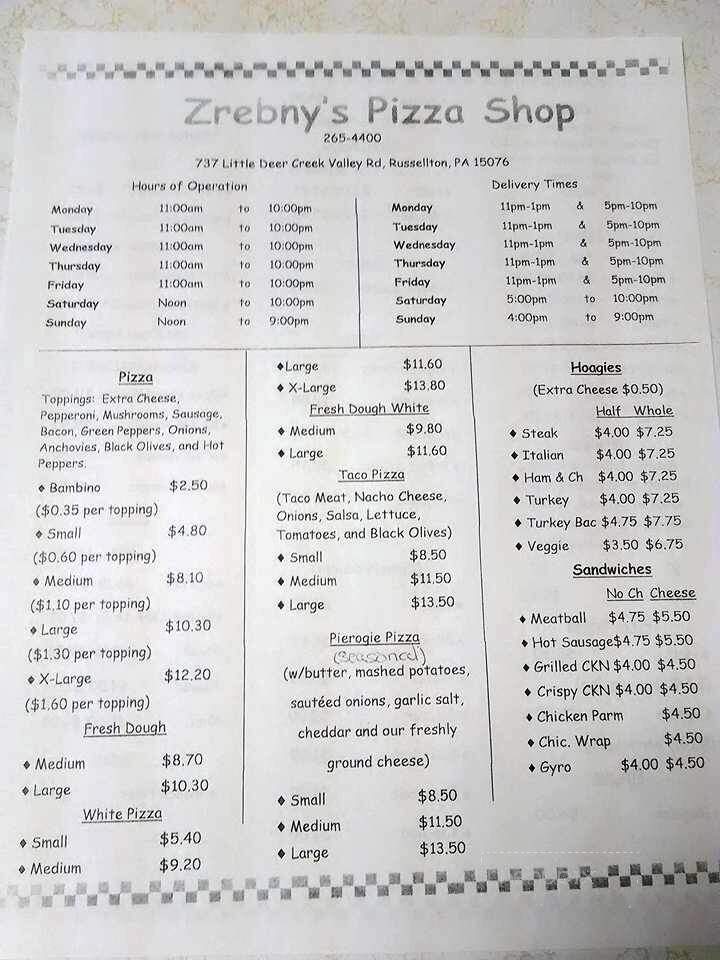 Zrebny's Pizza Shop
265-4400
737 Little Deer Creek Valley Rd, Russellton, PA 15076
Hours of Operation
Monday 11:00am to 10:00pm
Tuesday 11:00am to 10:00pm
Wednesday 11:00am to 10:00pm
Thursday 11:00am to 10:00pm
Friday 11:00am to 10:00pm
Saturday Noon to 10:00pm
Sunday Noon to 9:00pm
Delivery Times
Monday 11pm-1pm & 5pm-10pm
Tuesday 11pm-1pm & 5pm-10pm
Wednesday 11pm-1pm & 5pm-10pm
Thursday 11pm-1pm & 5pm-10pm
Friday 11pm-1pm & 5pm-10pm
Saturday 5:00pm to 10:00pm
Sunday 4:00pm to 9:00pm
Pizza
Toppings: Extra Cheese,
Pepperoni, Mushrooms, Sausage,
Bacon, Green Peppers, Onions,
Anchovies, Black Olives, and Hot
Peppers.
♦ Bambino $2.50
($0.35 per topping)
♦ Small $4.80
($0.60 per topping)
♦ Medium $8.10
($1.10 per topping)
♦ Large $10.30
($1.30 per topping)
♦ X-Large $12.20
($1.60 per topping)
Fresh Dough
♦ Medium $8.70
♦ Large $10.30
White Pizza
♦ Small $5.40
♦ Medium $9.20
♦Large $11.60
♦ X-Large $13.80
Fresh Dough White
♦ Medium $9.80
♦ Large $11.60
Taco Pizza
(Taco Meat, Nacho Cheese,
Onions, Salsa, Lettuce,
Tomatoes, and Black Olives)
♦ Small $8.50
♦ Medium $11.50
♦ Large $13.50
Pierogie Pizza
(seasonal)
(w/butter, mashed potatoes,
sautéed onions, garlic salt,
cheddar and our freshly
ground cheese)
♦ Small $8.50
♦ Medium $11.50
♦ Large $13.50
Hoagies
(Extra Cheese $0.50)
Half Whole
♦ Steak $4.00 $7.25
♦ Italian $4.00 $7.25
♦ Ham & Ch $4.00 $7.25
♦ Turkey $4.00 $7.25
♦ Turkey Bac $4.75 $7.75
♦ Veggie $3.50 $6.75
Sandwiches
No Ch Cheese
♦ Meatball $4.75 $5.50
♦ Hot Sausage$4.75 $5.50
♦ Grilled CKN $4.00 $4.50
♦ Crispy CKN $4.00 $4.50
♦ Chicken Parm $4.50
♦ Chic. Wrap $4.50
♦ Gyro $4.00 $4.50